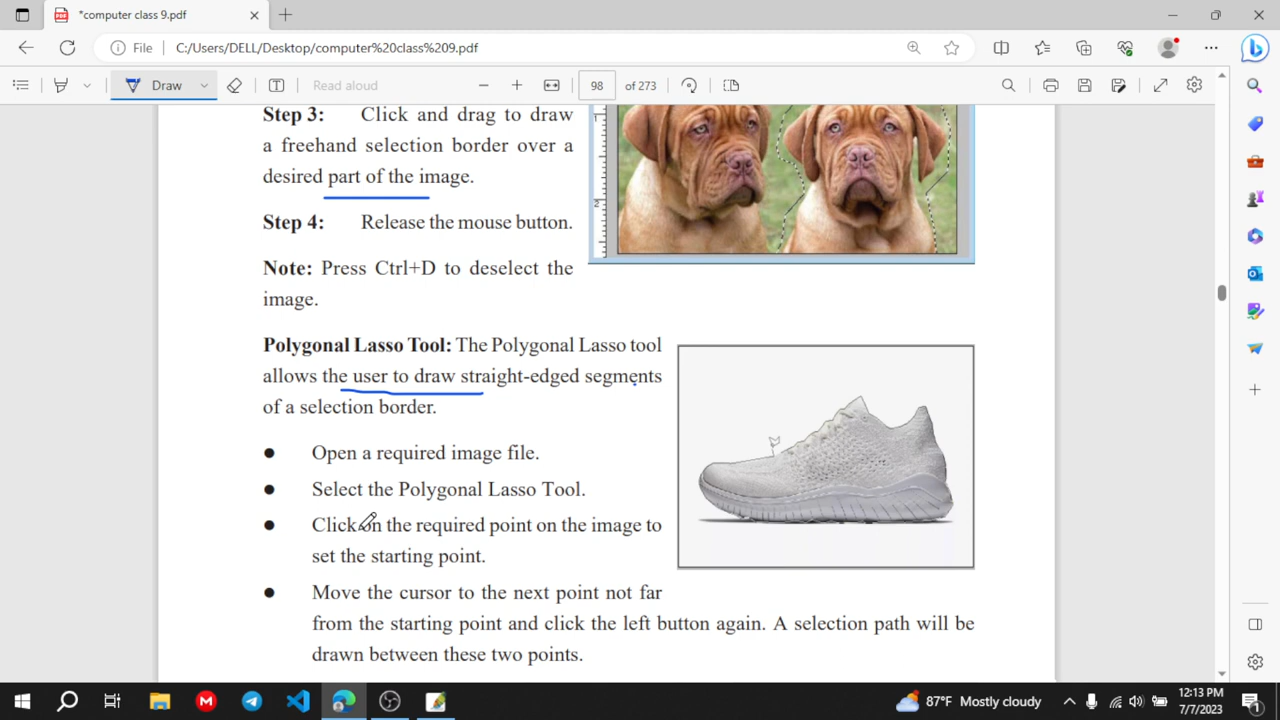 *computer class 9.pdf
File
C:/Users/DELL/Desktop/computer%20class%209.pdf
Draw
Read aloud
98 of 273
Step 3: Click and drag to draw
a freehand selection border over a
desired part of the image.
Step 4: Release the mouse button.
Note: Press Ctrl+D to deselect the
image.
Polygonal Lasso Tool: The Polygonal Lasso tool
allows the user to draw straight-edged segments
of a selection border.
● Open a required image file.
● Select the Polygonal Lasso Tool.
● Click in the required point on the image to
set the starting point.
● Move the cursor to the next point not far
from the starting point and click the left button again. A selection path will be
drawn between these two points.
1
2
87°F Mostly cloudy
12:13 PM
7/7/2023